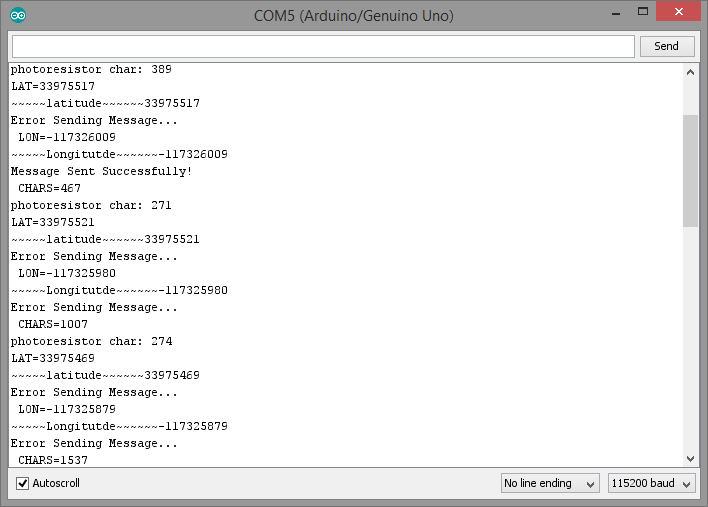 COM5 (Arduino/Genuino Uno)
Send
photoresistor char: 389
LAT=33975517
~~~~~latitude~~~~~~33975517
Error Sending Message...
LON=-117326009
~~~~~Longitutde~~~~~~-117326009
Message Sent Successfully!
CHARS=467
photoresistor char: 271
LAT=33975521
~~~~~latitude~~~~~~33975521
Error Sending Message...
LON=-117325980
~~~~~Longitutde~~~~~~-117325980
Error Sending Message...
CHARS=1007
photoresistor char: 274
LAT=33975469
~~~~~latitude~~~~~~33975469
Error Sending Message...
LON=-117325879
~~~~~Longitutde~~~~~~-117325879
Error Sending Message...
CHARS=1537
Autoscroll
No line ending
115200 baud